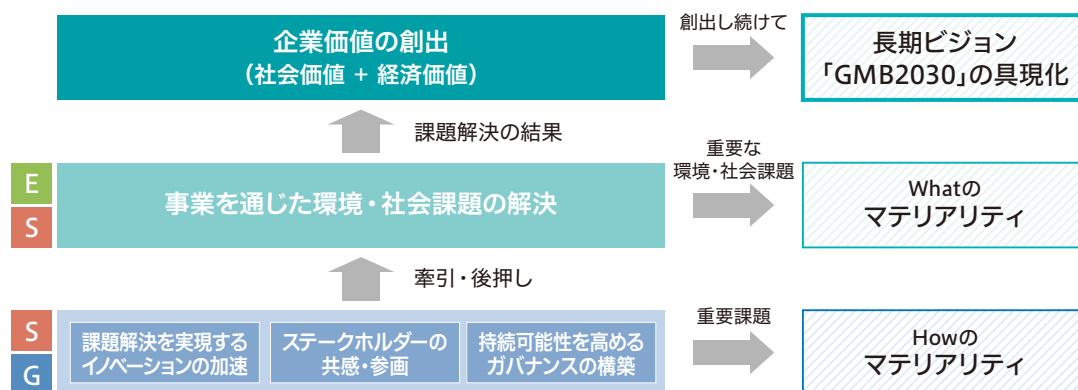 企業価値の創出
（社会価値 + 経済価値）
創出し続けて
長期ビジョン
「GMB2030」の具現化
課題解決の結果
E
S
事業を通じた環境・社会課題の解決
重要な
環境・社会課題
Whatの
マテリアリティ
牽引・後押し
S
G
課題解決を実現する
イノベーションの加速
ステークホルダーの
共感・参画
持続可能性を高める
ガバナンスの構築
重要課題
Howの
マテリアリティ